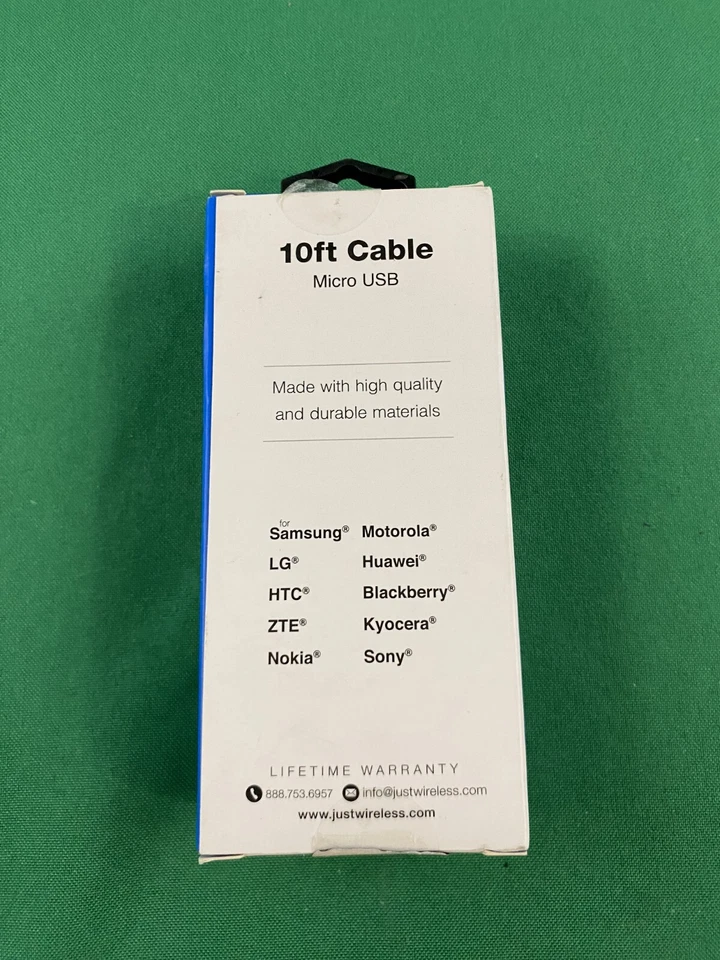 10ft Cable
Micro USB
Made with high quality
and durable materials
for
Samsung® Motorola®
LG® Huawei®
HTC® Blackberry®
ZTE® Kyocera®
Nokia® Sony®
LIFETIME WARRANTY
888.753.6957 info@justwireless.com
www.justwireless.com